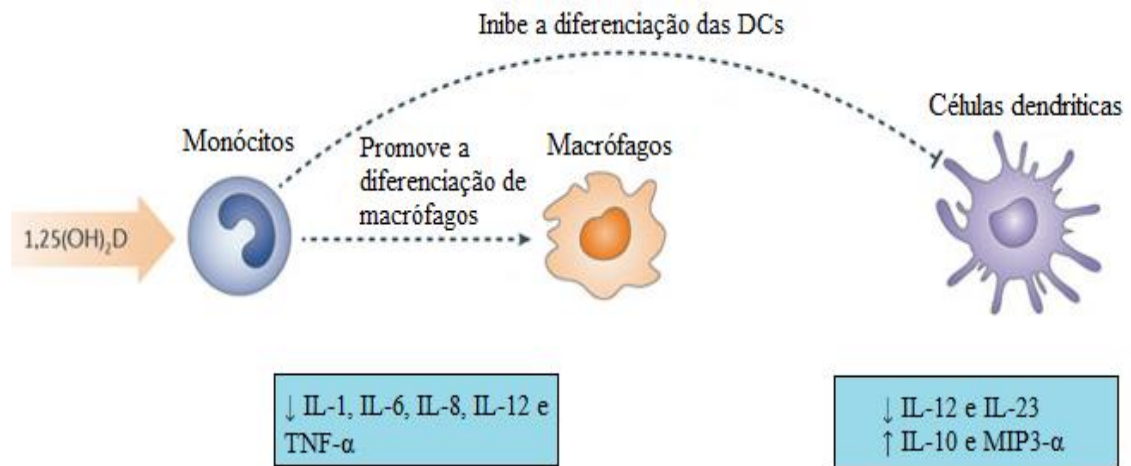 Inibe a diferenciação das DCs
Células dendríticas
Monócitos
Promove a
diferenciação de
macrófagos
Macrófagos
1,25(OH)₂D
↓ IL-1, IL-6, IL-8, IL-12 e
TNF-α
↓ IL-12 e IL-23
↑ IL-10 e MIP3-α